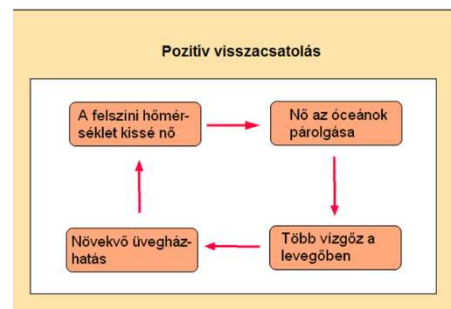 Pozitív visszacsatolás
A felszíni hőmér-
séklet kissé nő
Nő az óceánok
párolgása
Több vízgőz a
levegőben
Növekvő üvegház-
hatás